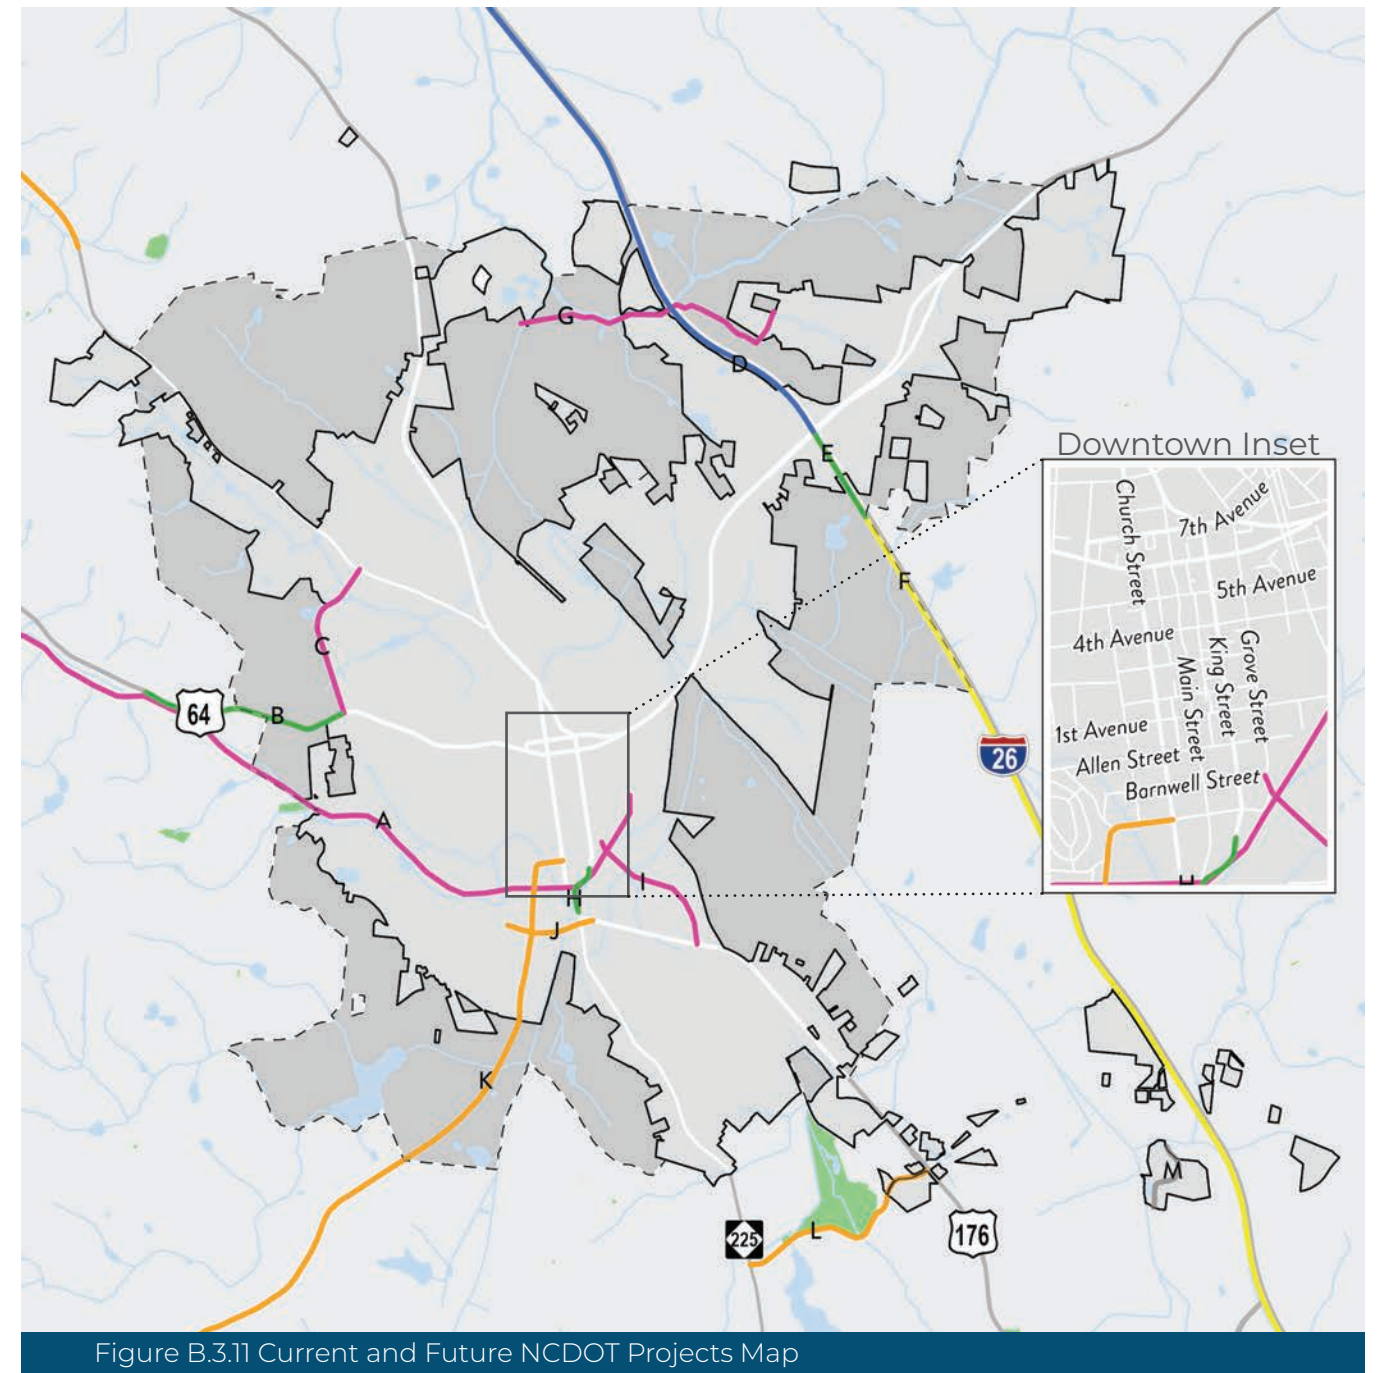 G
D
E
Downtown Inset
Church Street
7th Avenue
5th Avenue
4th Avenue
Grove Street
King Street
Main Street
1st Avenue
Allen Street
Barnwell Street
H
F
C
64
B
26
A
I
H
J
K
M
L
225
176
Figure B.3.11 Current and Future NCDOT Projects Map